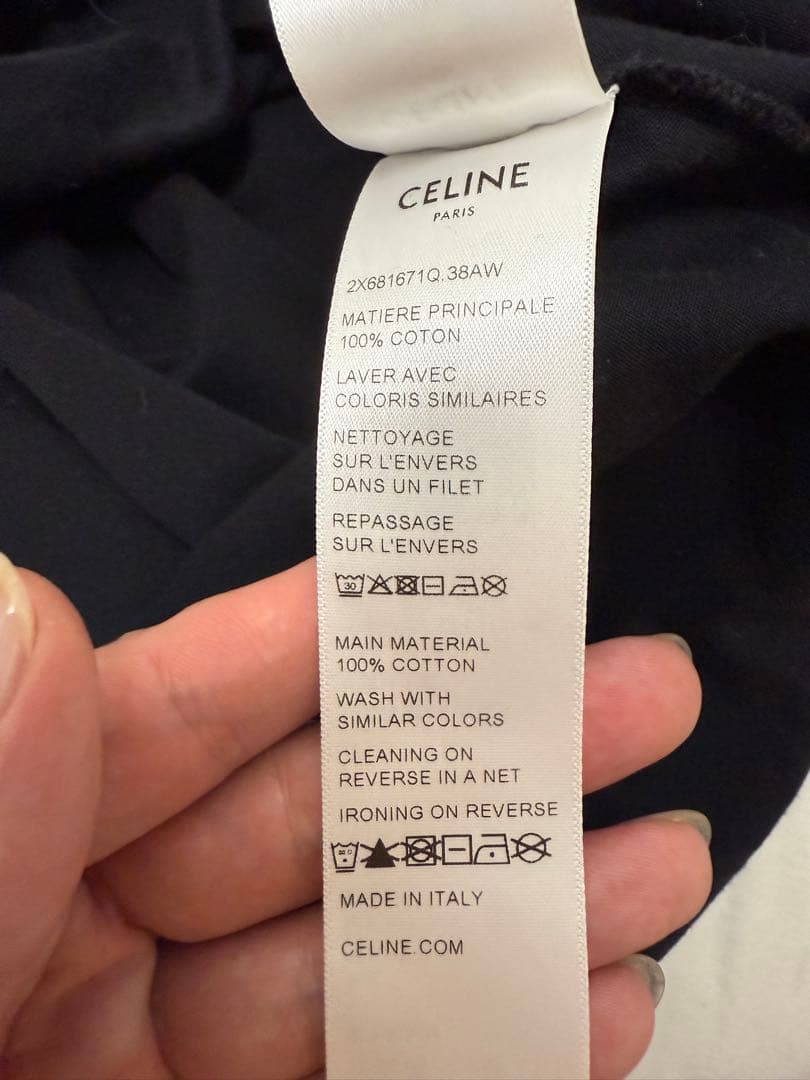 CELINE
PARIS
2X681671Q.38AW
MATIERE PRINCIPALE
100% COTON
LAVER AVEC
COLORIS SIMILAIRES
NETTOYAGE
SUR L'ENVERS
DANS UN FILET
REPASSAGE
SUR L'ENVERS
30
MAIN MATERIAL
100% COTTON
WASH WITH
SIMILAR COLORS
CLEANING ON
REVERSE IN A NET
IRONING ON REVERSE
MADE IN ITALY
CELINE.COM